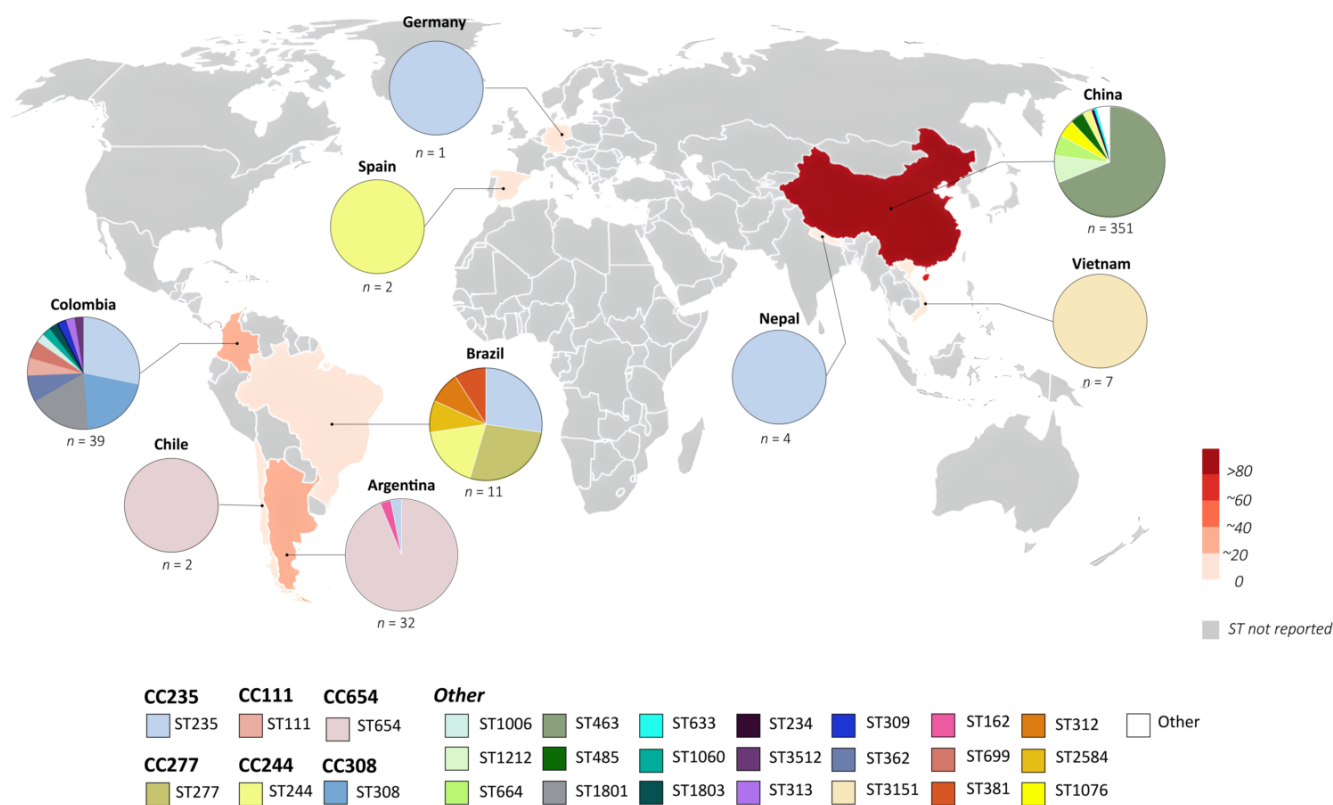 Germany
n = 1
China
n = 351
Spain
n = 2
Vietnam
n = 7
Colombia
n = 39
Nepal
n = 4
Brazil
n = 11
Chile
n = 2
Argentina
n = 32
>80
~60
~40
~20
0
ST not reported
CC235 CC111 CC654 Other
ST235 ST111 ST654 ST1006 ST463 ST633 ST234 ST309 ST162 ST312 Other
ST1212 ST485 ST1060 ST3512 ST362 ST699 ST2584
CC277 CC244 CC308
ST277 ST244 ST308 ST664 ST1801 ST1803 ST313 ST3151 ST381 ST1076